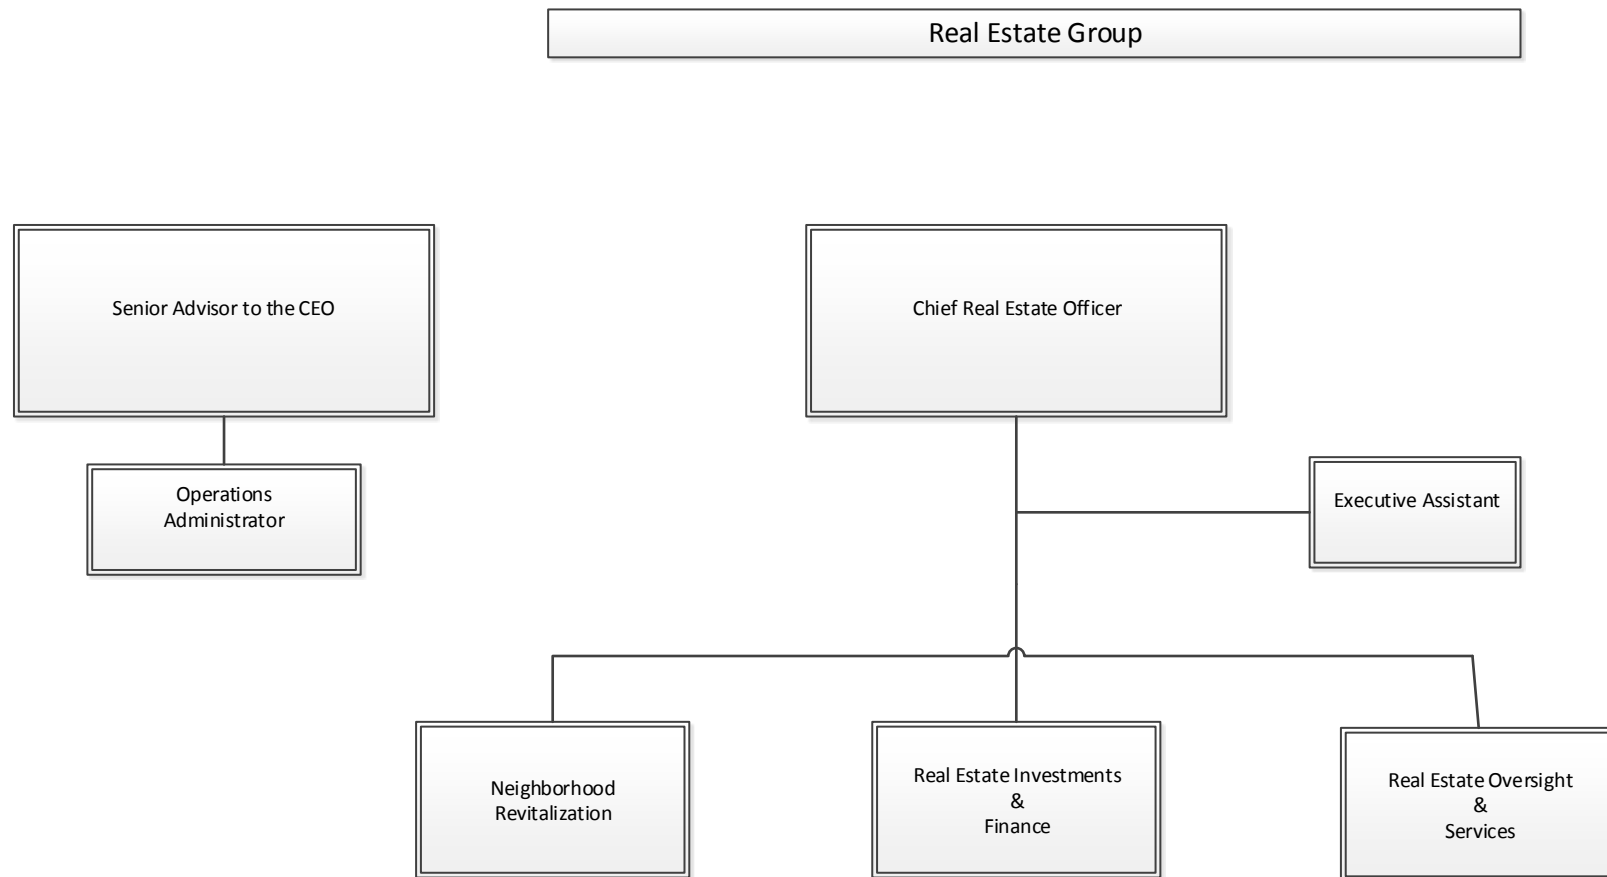 Real Estate Group
Senior Advisor to the CEO
Chief Real Estate Officer
Operations
Administrator
Executive Assistant
Neighborhood
Revitalization
Real Estate Investments
&
Finance
Real Estate Oversight
&
Services